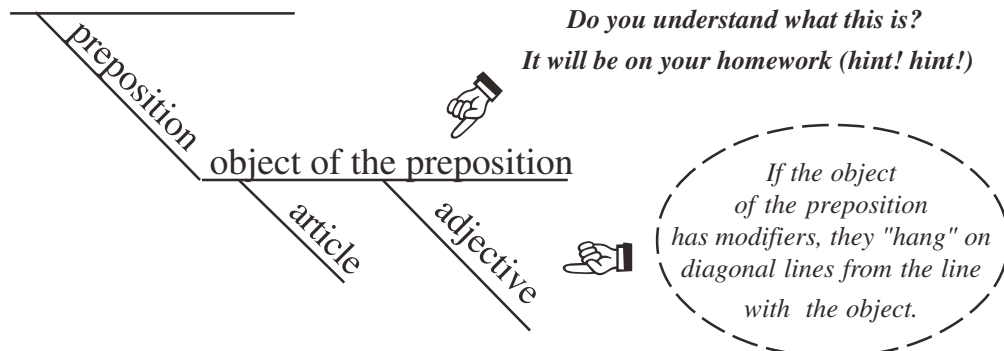 Do you understand what this is?
It will be on your homework (hint! hint!)
preposition
object of the preposition
article
adjective
If the object
of the preposition
has modifiers, they "hang" on
diagonal lines from the line
with the object.